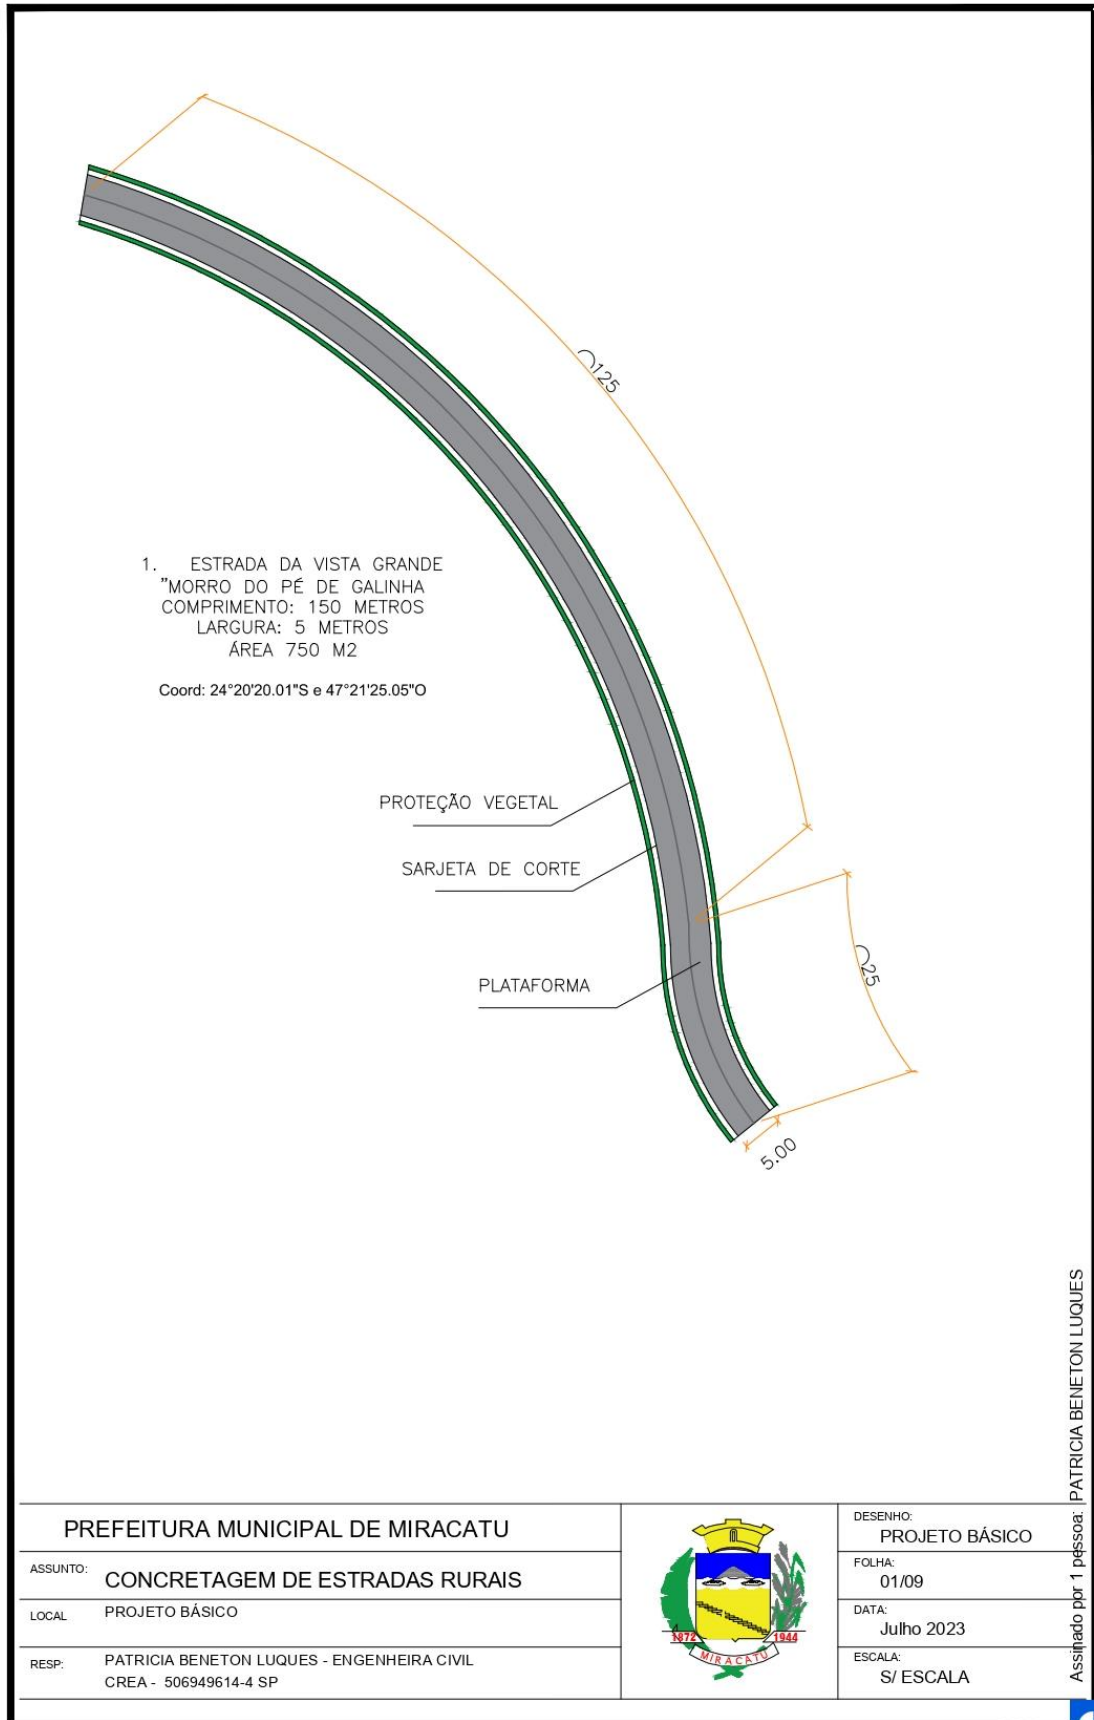 ⌒125
1. ESTRADA DA VISTA GRANDE
"MORRO DO PÉ DE GALINHA
COMPRIMENTO: 150 METROS
LARGURA: 5 METROS
ÁREA 750 M2
Coord: 24°20'20.01"S e 47°21'25.05"O
PROTEÇÃO VEGETAL
SARJETA DE CORTE
PLATAFORMA
⌒25
5.00
Assinado por 1 pessoa: PATRICIA BENETON LUQUES
PREFEITURA MUNICIPAL DE MIRACATU
ASSUNTO: CONCRETAGEM DE ESTRADAS RURAIS
LOCAL PROJETO BÁSICO
RESP: PATRICIA BENETON LUQUES - ENGENHEIRA CIVIL
CREA - 506949614-4 SP
1872 1944
MIRACATU
DESENHO:
PROJETO BÁSICO
FOLHA:
01/09
DATA:
Julho 2023
ESCALA:
S/ ESCALA